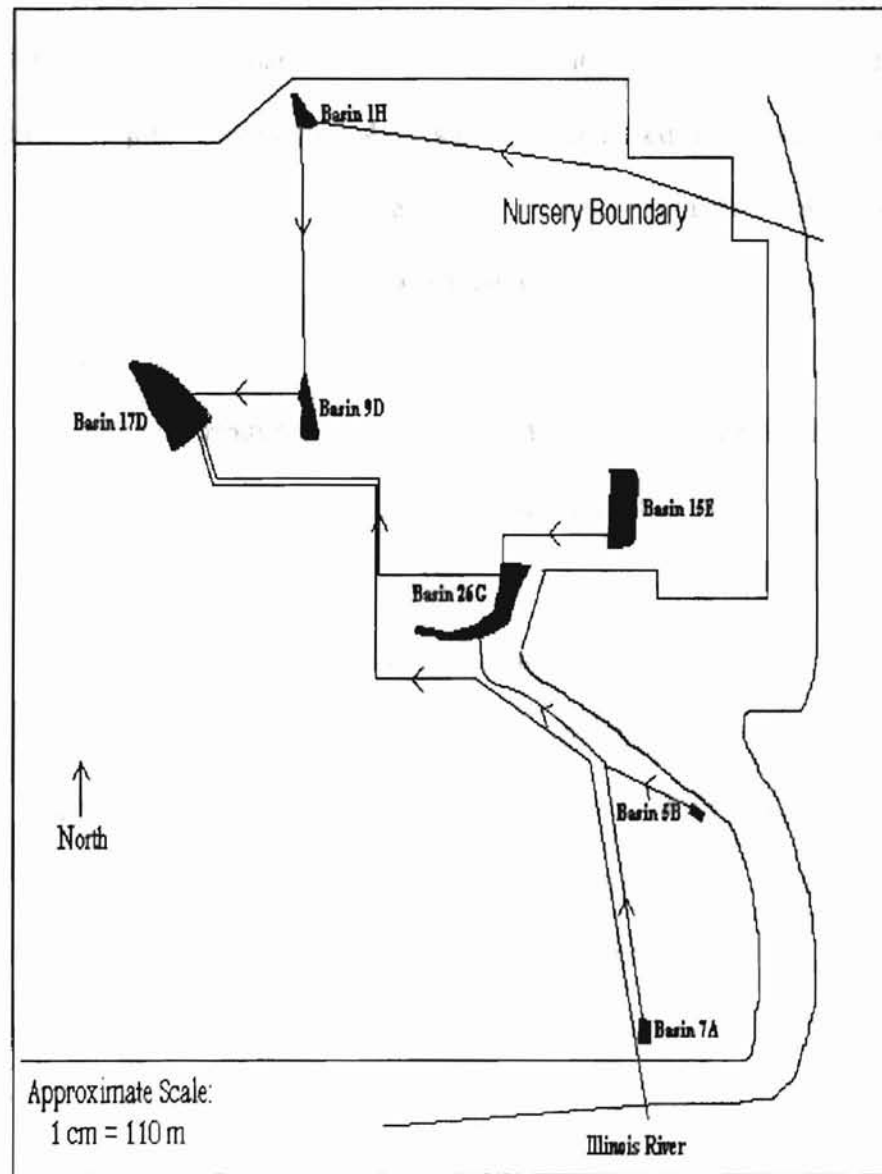 Basin 1H
Nursery Boundary
Basin 17D
Basin 9D
Basin 15E
Basin 26G
North
Basin 5B
Basin 7A
Approximate Scale:
1 cm = 110 m
Illinois River